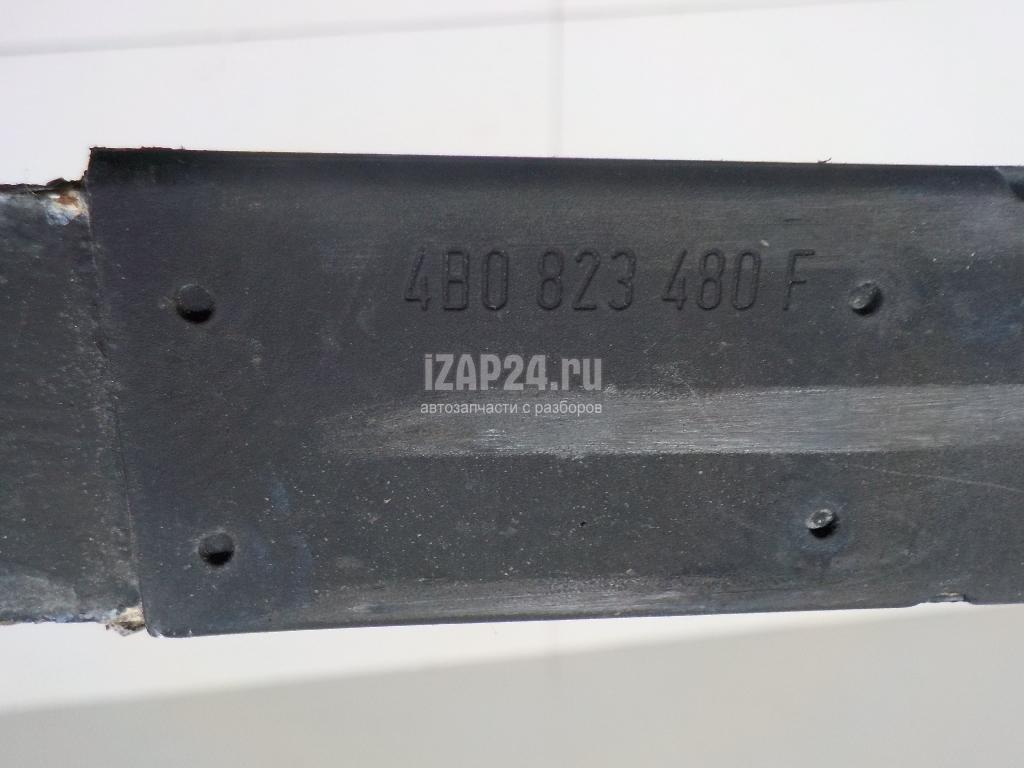 4B0 823 480 F
iZAP24.ru
автозапчасти с разборов